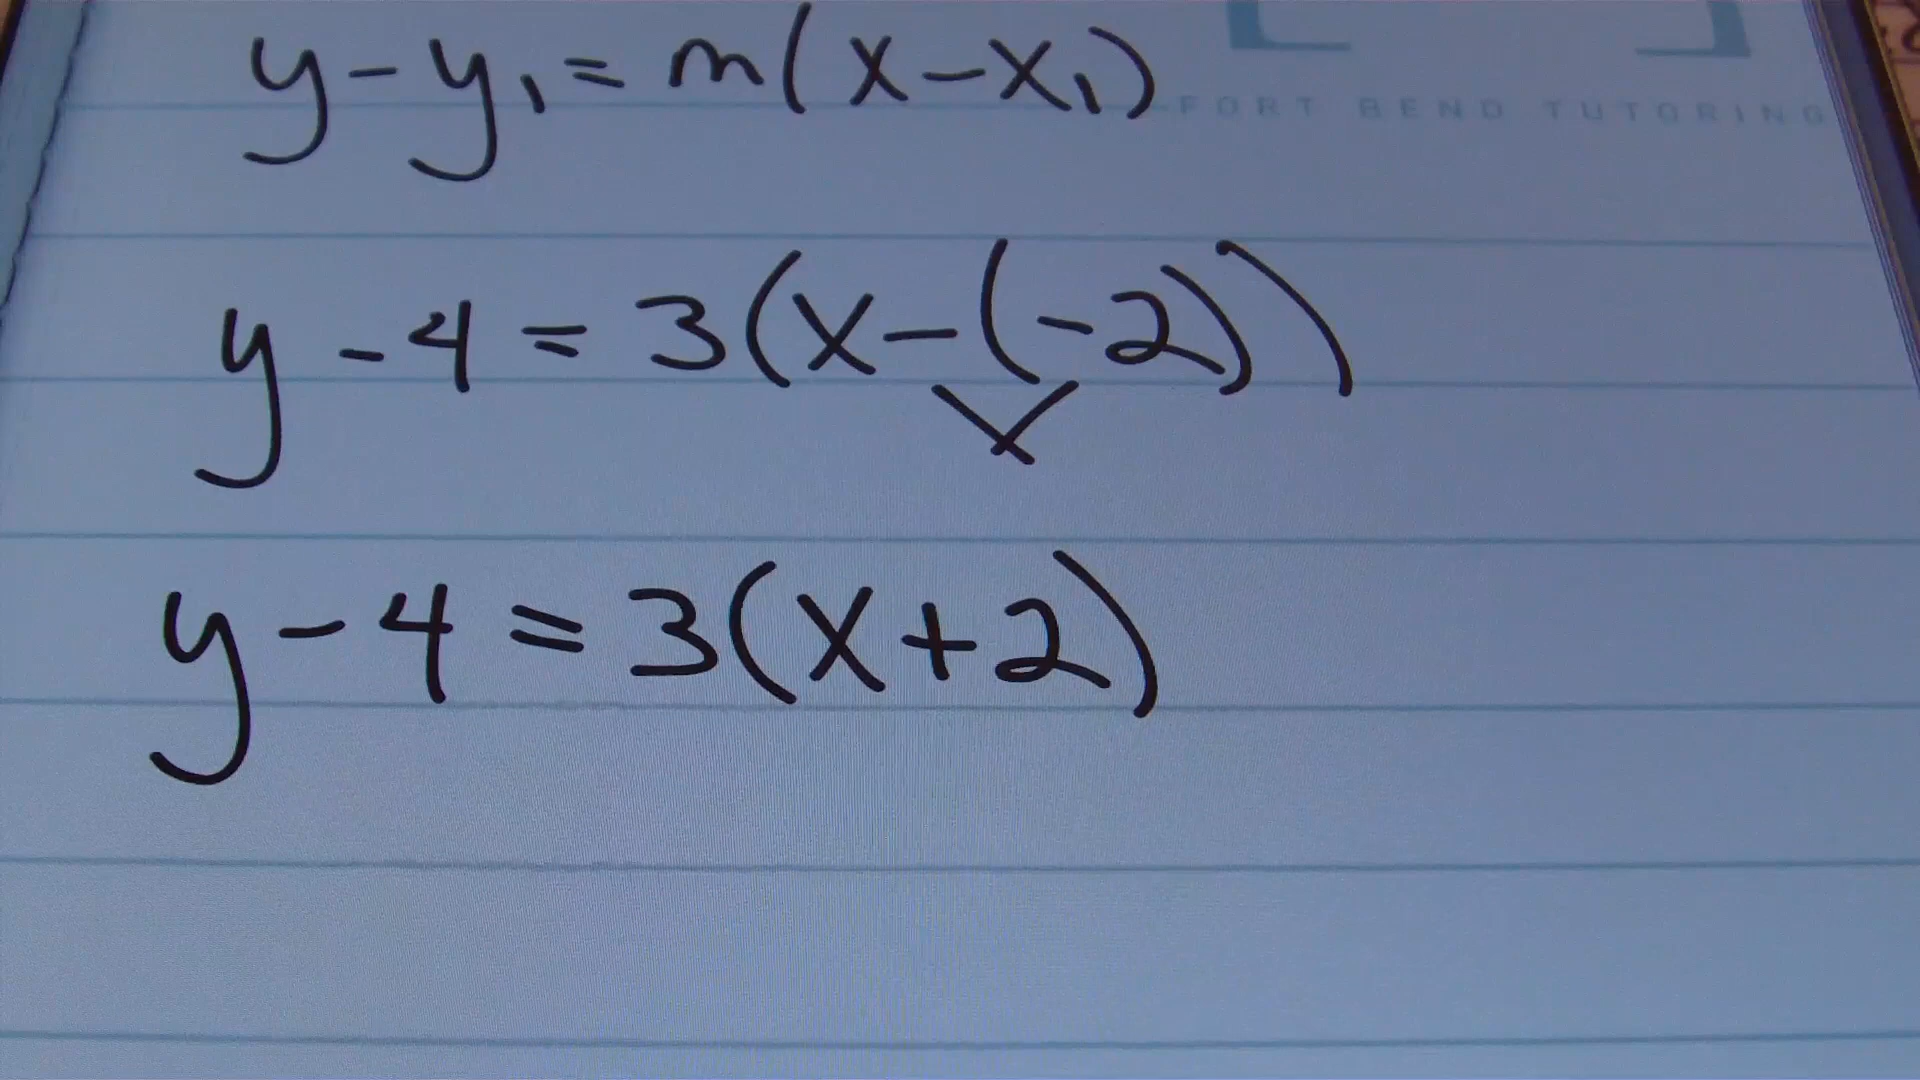 y-y₁ = m(x-x₁)
FORT BEND TUTORING
y-4 = 3(x-(-2))
y-4 = 3(x+2)